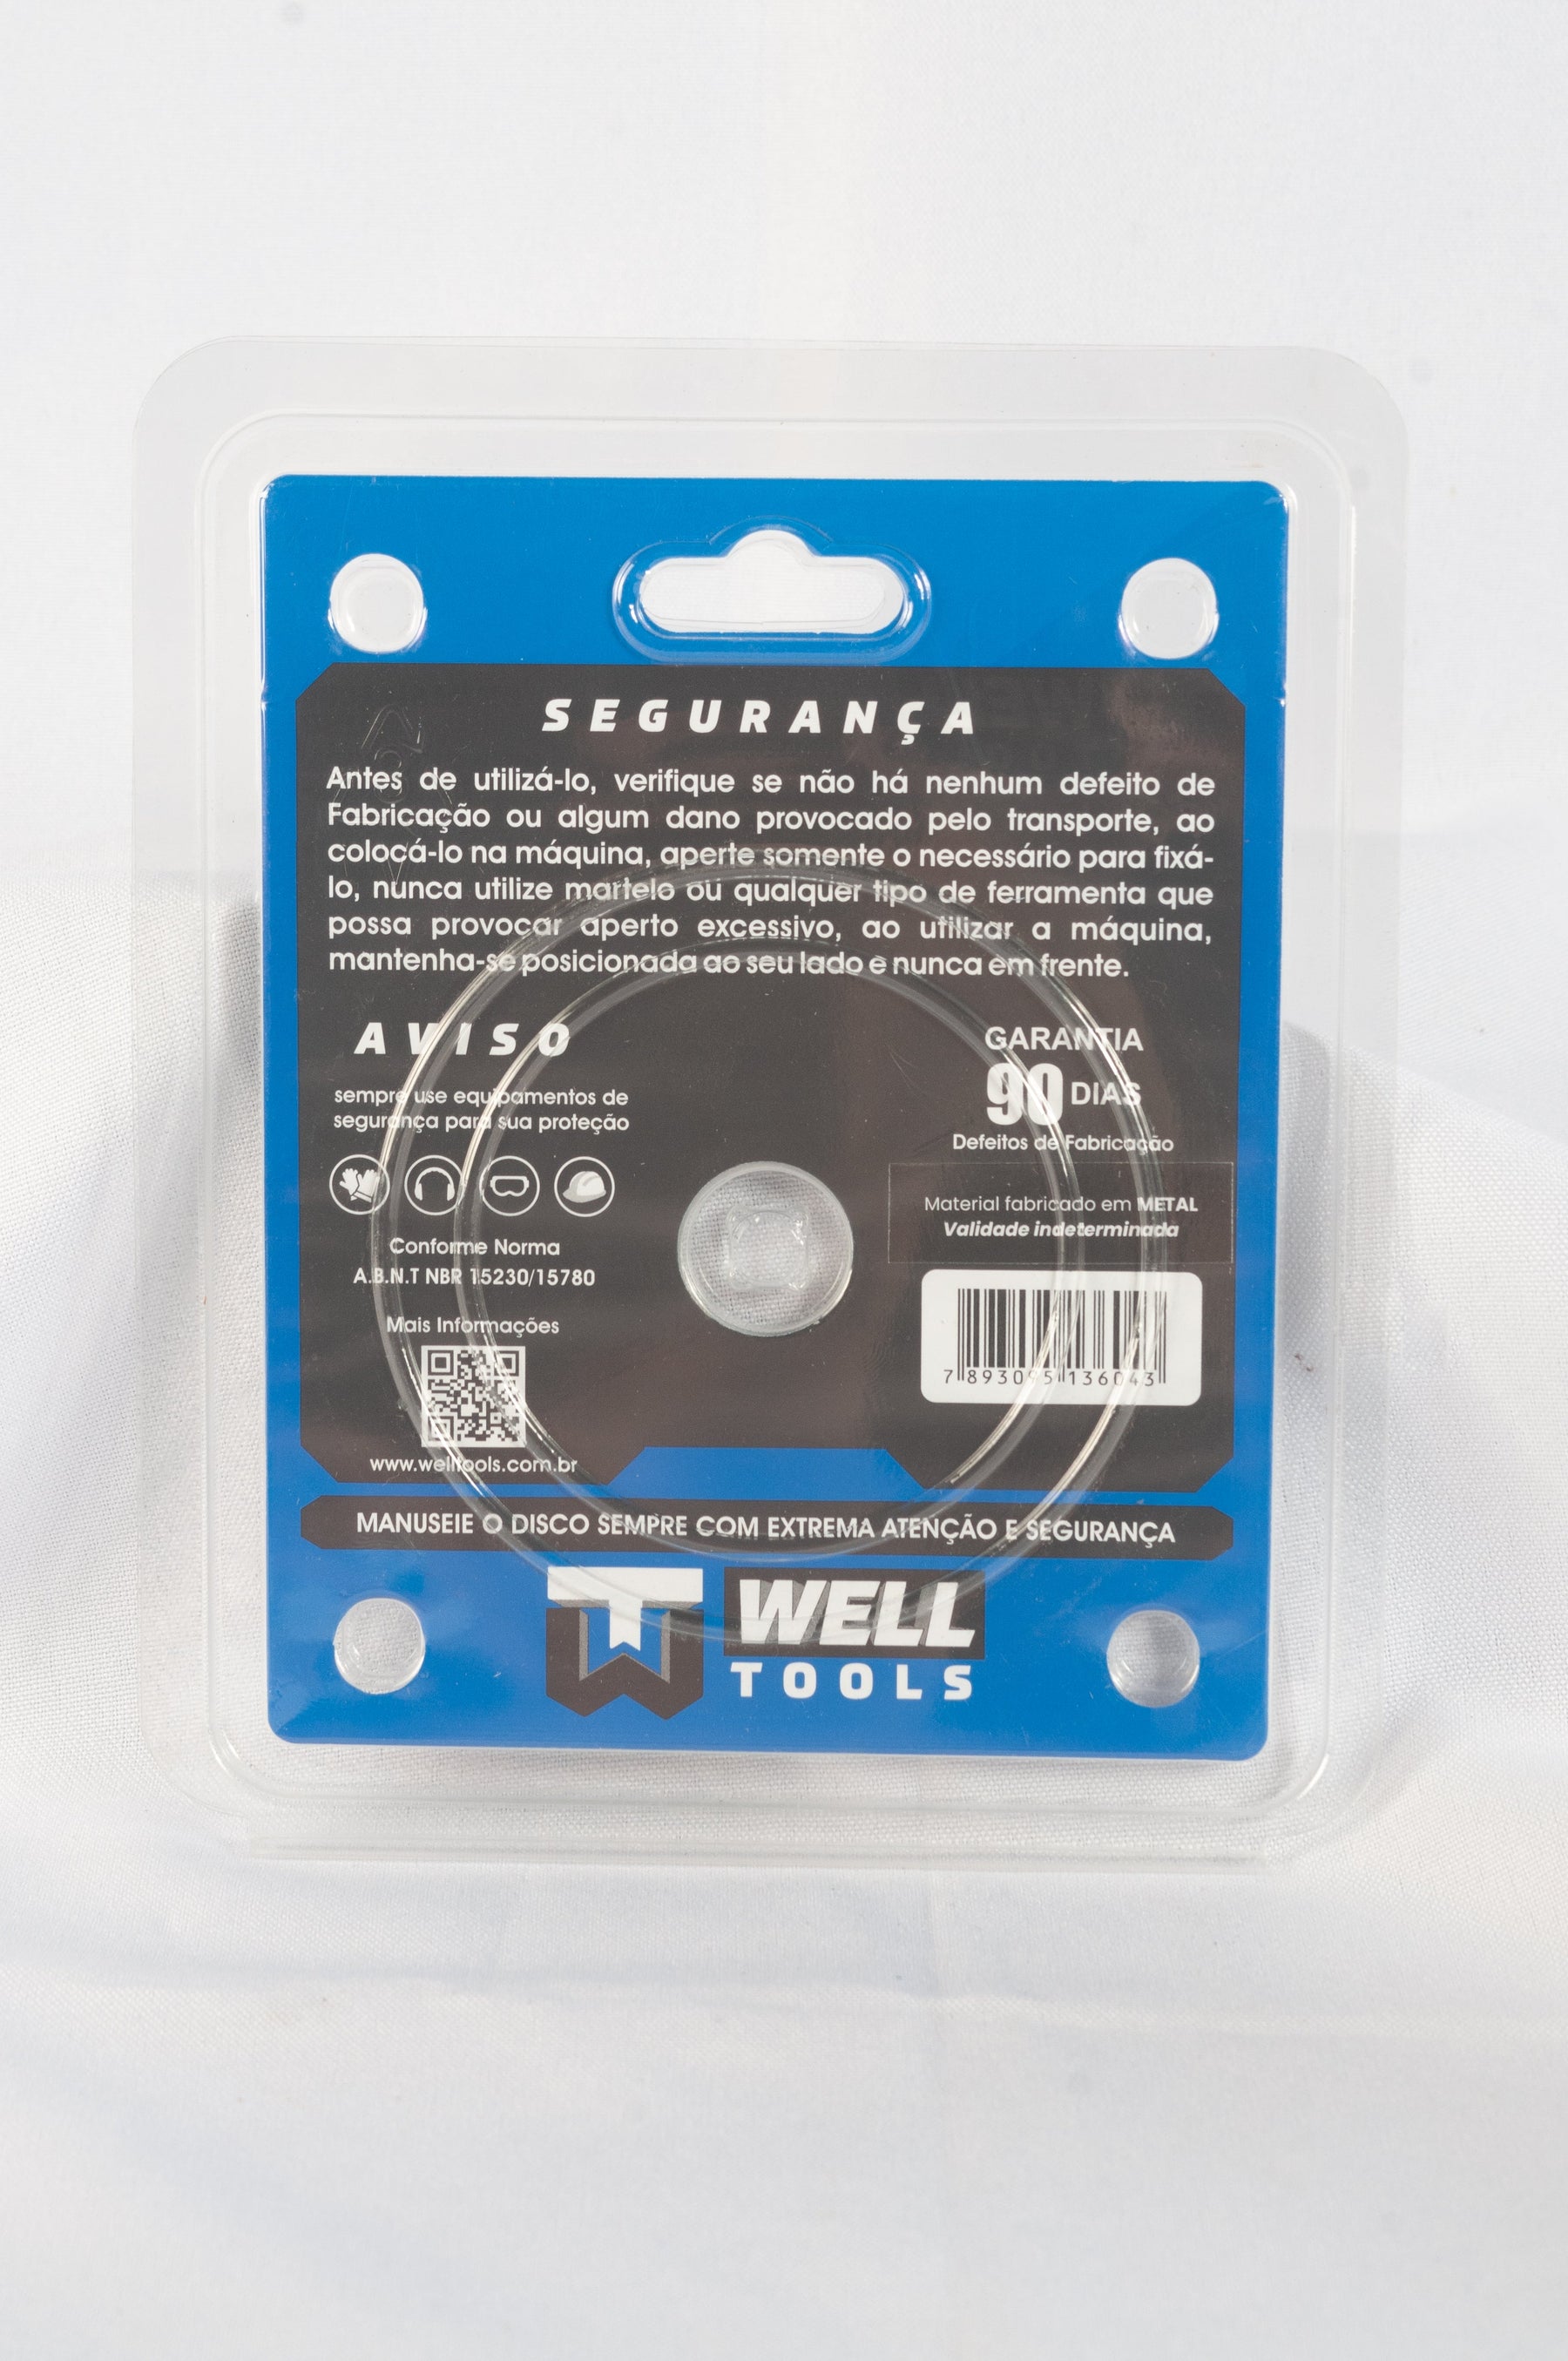 SEGURANÇA
Antes de utilizá-lo, verifique se não há nenhum defeito de
Fabricação ou algum dano provocado pelo transporte, ao
colocá-lo na máquina, aperte somente o necessário para fixá-
lo, nunca utilize martelo ou qualquer tipo de ferramenta que
possa provocar aperto excessivo, ao utilizar a máquina,
mantenha-se posicionada ao seu lado e nunca em frente.
AVISO
sempre use equipamentos de
segurança para sua proteção
Conforme Norma
A.B.N.T NBR 15230/15780
Mais Informações
www.welltools.com.br
GARANTIA
90 DIAS
Defeitos de Fabricação
Material fabricado em METAL
Validade indeterminada
7 893095 136043
MANUSEIE O DISCO SEMPRE COM EXTREMA ATENÇÃO E SEGURANÇA
WELL
TOOLS